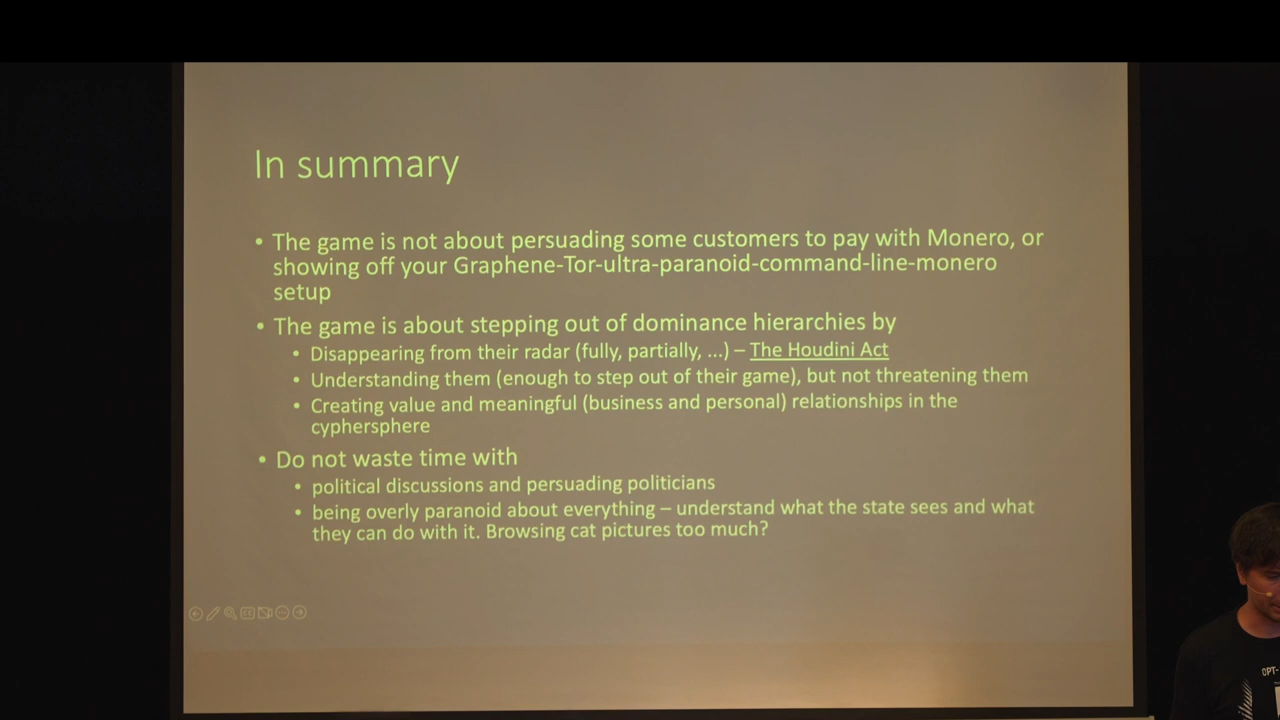 In summary
• The game is not about persuading some customers to pay with Monero, or
showing off your Graphene-Tor-ultra-paranoid-command-line-monero
setup
• The game is about stepping out of dominance hierarchies by
• Disappearing from their radar (fully, partially, ...) – The Houdini Act
• Understanding them (enough to step out of their game), but not threatening them
• Creating value and meaningful (business and personal) relationships in the
cyphersphere
• Do not waste time with
• political discussions and persuading politicians
• being overly paranoid about everything – understand what the state sees and what
they can do with it. Browsing cat pictures too much?
OPT-